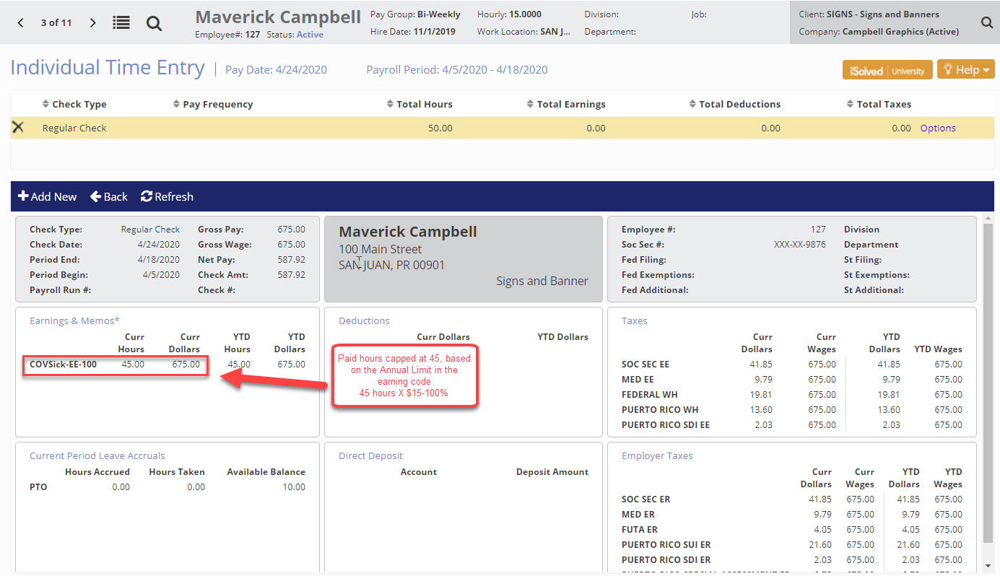 3 of 11
Maverick Campbell
Employee#: 127 Status: Active
Pay Group: Bi-Weekly
Hire Date: 11/1/2019
Hourly: 15.0000
Work Location: SAN J...
Division:
Department:
Job:
Client: SIGNS - Signs and Banners
Company: Campbell Graphics (Active)
Individual Time Entry | Pay Date: 4/24/2020 Payroll Period: 4/5/2020 - 4/18/2020
iSolved | University
Help
Check Type Pay Frequency Total Hours Total Earnings Total Deductions Total Taxes
Regular Check 50.00 0.00 0.00 0.00 Options
Add New Back Refresh
Check Type: Regular Check Gross Pay: 675.00
Check Date: 4/24/2020 Gross Wage: 675.00
Period End: 4/18/2020 Net Pay: 587.92
Period Begin: 4/5/2020 Check Amt: 587.92
Payroll Run #: Check #:
Maverick Campbell
100 Main Street
SAN JUAN, PR 00901
Signs and Banner
Employee #: 127 Division
Soc Sec #: XXX-XX-9876 Department
Fed Filing: St Filing:
Fed Exemptions: St Exemptions:
Fed Additional: St Additional:
Earnings & Memos*
Curr Curr YTD YTD
Hours Dollars Hours Dollars
COVSick-EE-100 45.00 675.00 45.00 675.00
Deductions
Curr Dollars YTD Dollars
Paid hours capped at 45, based
on the Annual Limit in the
earning code
45 hours X $15-100%
Taxes
Curr Curr YTD
Dollars Wages Dollars YTD Wages
SOC SEC EE 41.85 675.00 41.85 675.00
MED EE 9.79 675.00 9.79 675.00
FEDERAL WH 19.81 675.00 19.81 675.00
PUERTO RICO WH 13.60 675.00 13.60 675.00
PUERTO RICO SDI EE 2.03 675.00 2.03 675.00
Current Period Leave Accruals
Hours Accrued Hours Taken Available Balance
PTO 0.00 0.00 10.00
Direct Deposit
Account Deposit Amount
Employer Taxes
Curr Curr YTD YTD
Dollars Wages Dollars Wages
SOC SEC ER 41.85 675.00 41.85 675.00
MED ER 9.79 675.00 9.79 675.00
FUTA ER 4.05 675.00 4.05 675.00
PUERTO RICO SUI ER 21.60 675.00 21.60 675.00
PUERTO RICO SDI ER 2.03 675.00 2.03 675.00